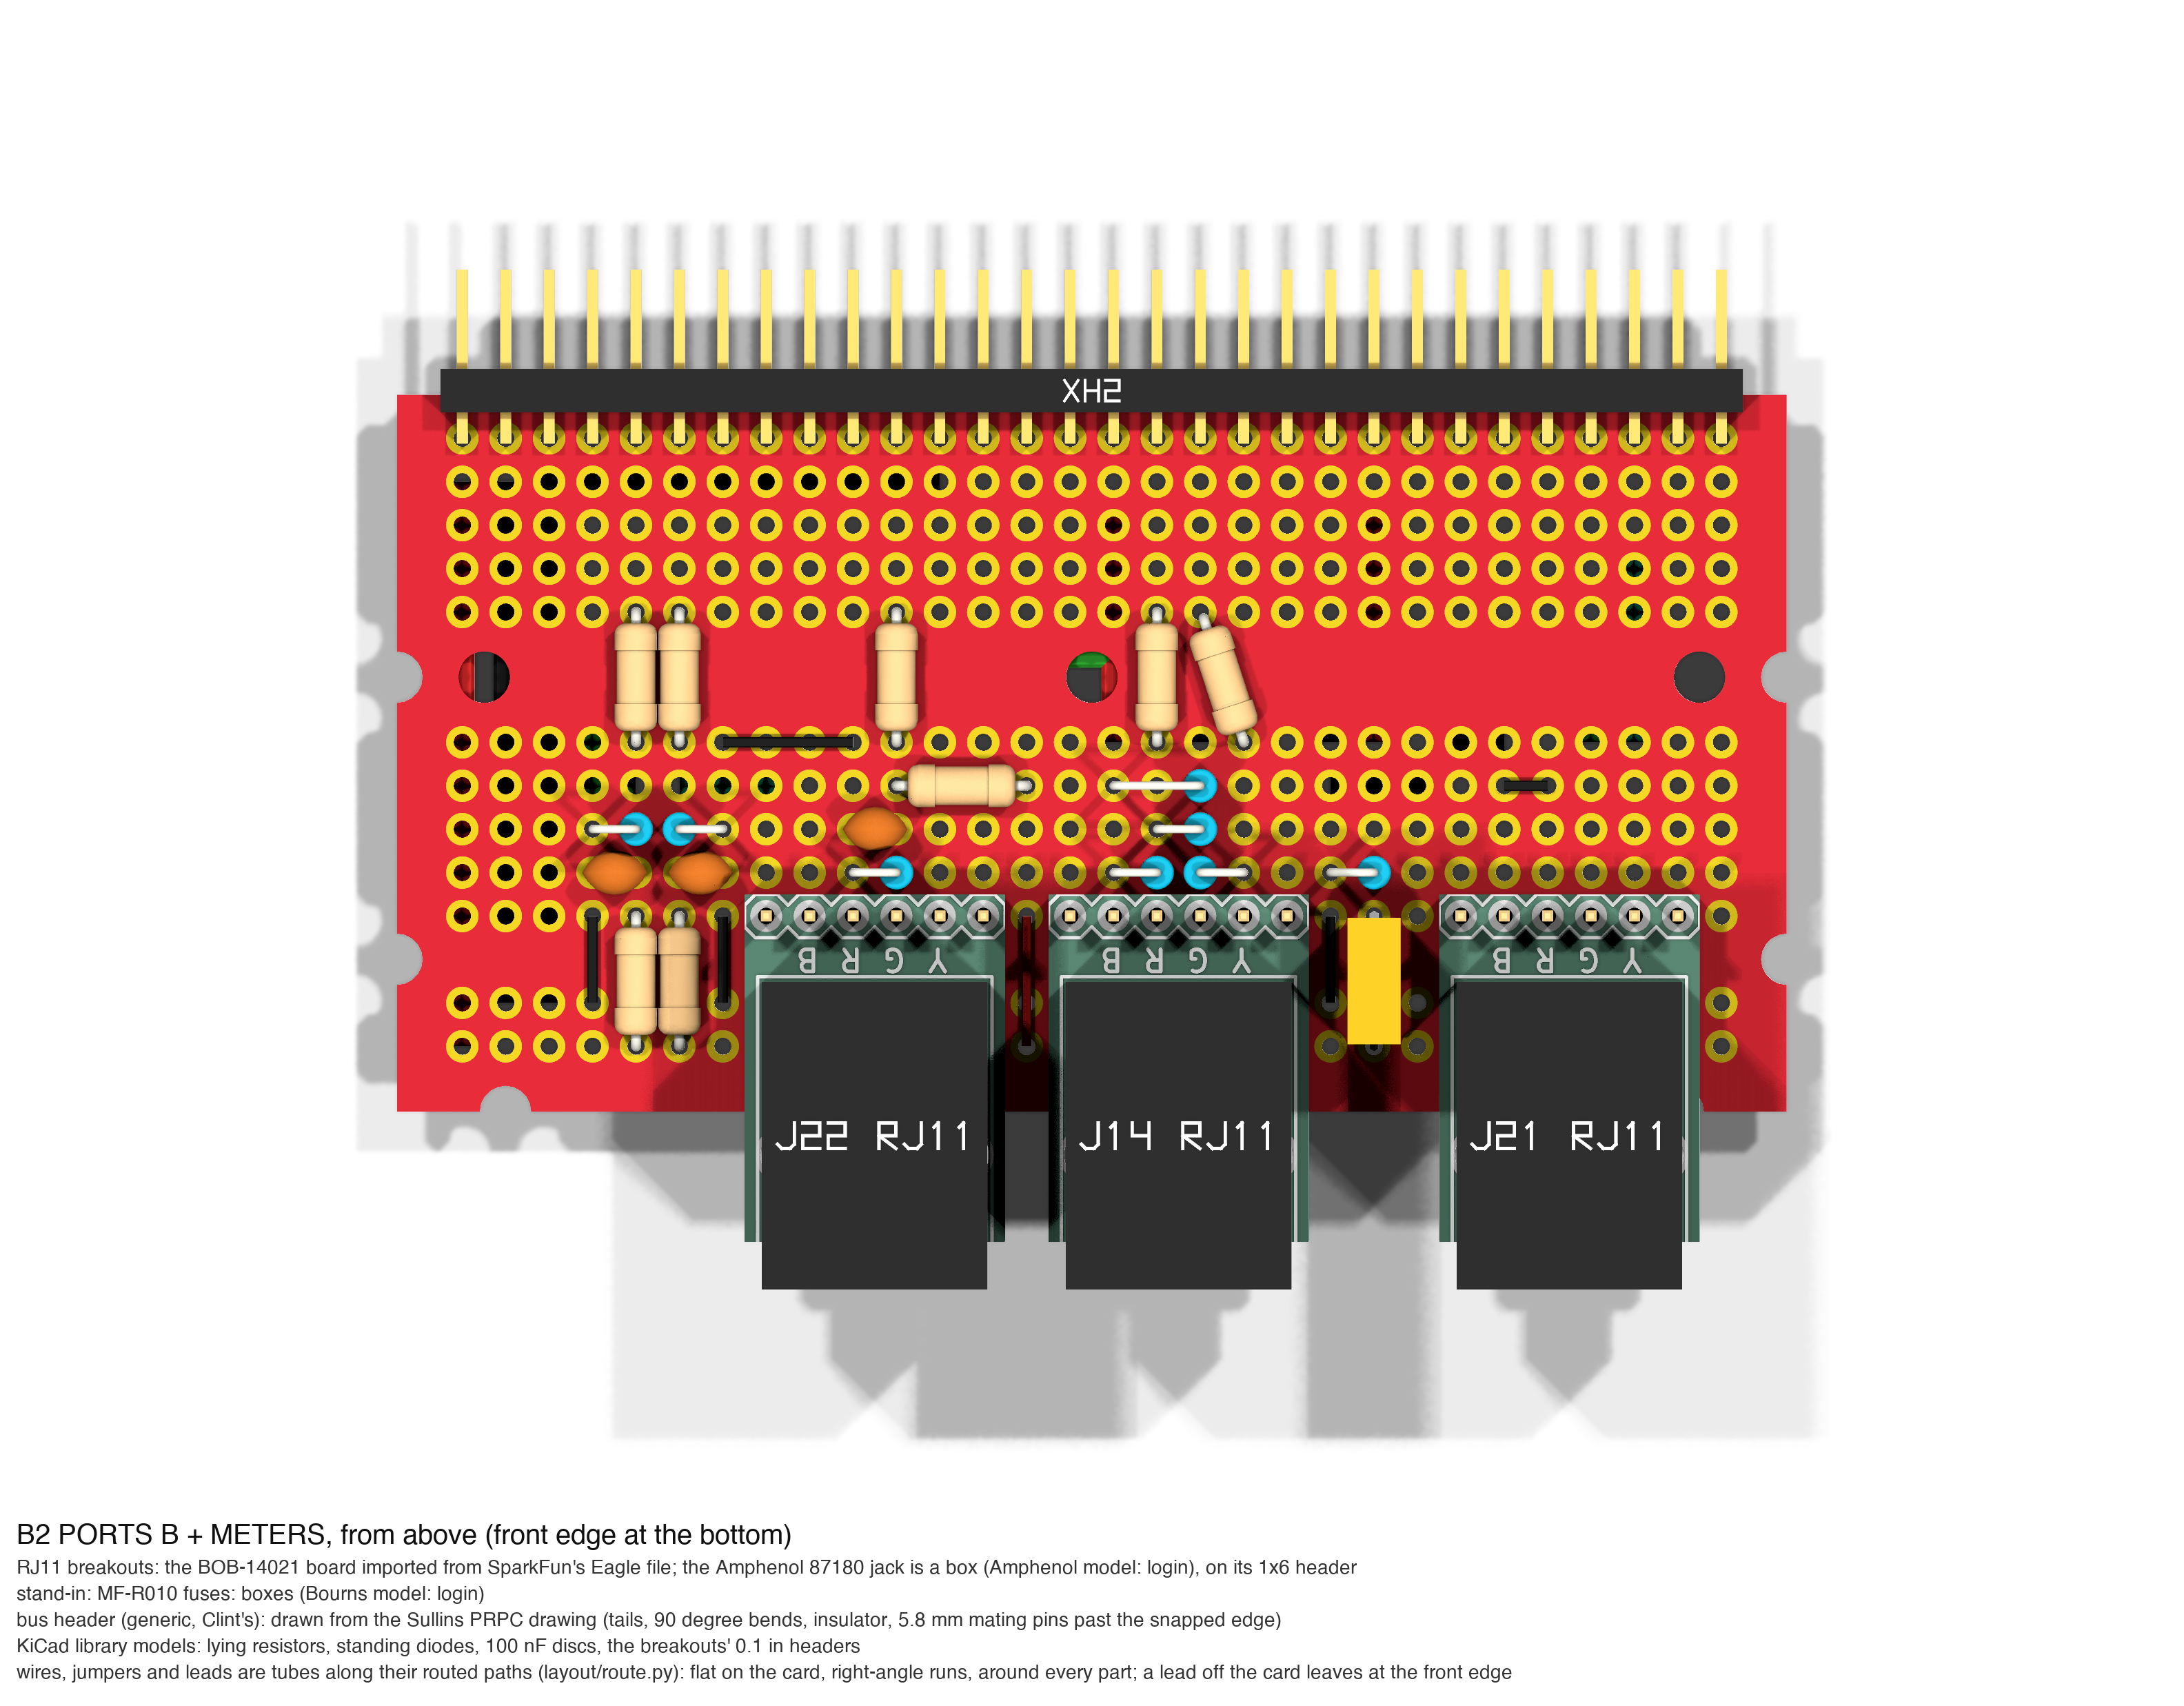 XH2
B R G Y
B R G Y
B R G Y
J22 RJ11
J14 RJ11
J21 RJ11
B2 PORTS B + METERS, from above (front edge at the bottom)
RJ11 breakouts: the BOB-14021 board imported from SparkFun's Eagle file; the Amphenol 87180 jack is a box (Amphenol model: login), on its 1x6 header
stand-in: MF-R010 fuses: boxes (Bourns model: login)
bus header (generic, Clint's): drawn from the Sullins PRPC drawing (tails, 90 degree bends, insulator, 5.8 mm mating pins past the snapped edge)
KiCad library models: lying resistors, standing diodes, 100 nF discs, the breakouts' 0.1 in headers
wires, jumpers and leads are tubes along their routed paths (layout/route.py): flat on the card, right-angle runs, around every part; a lead off the card leaves at the front edge